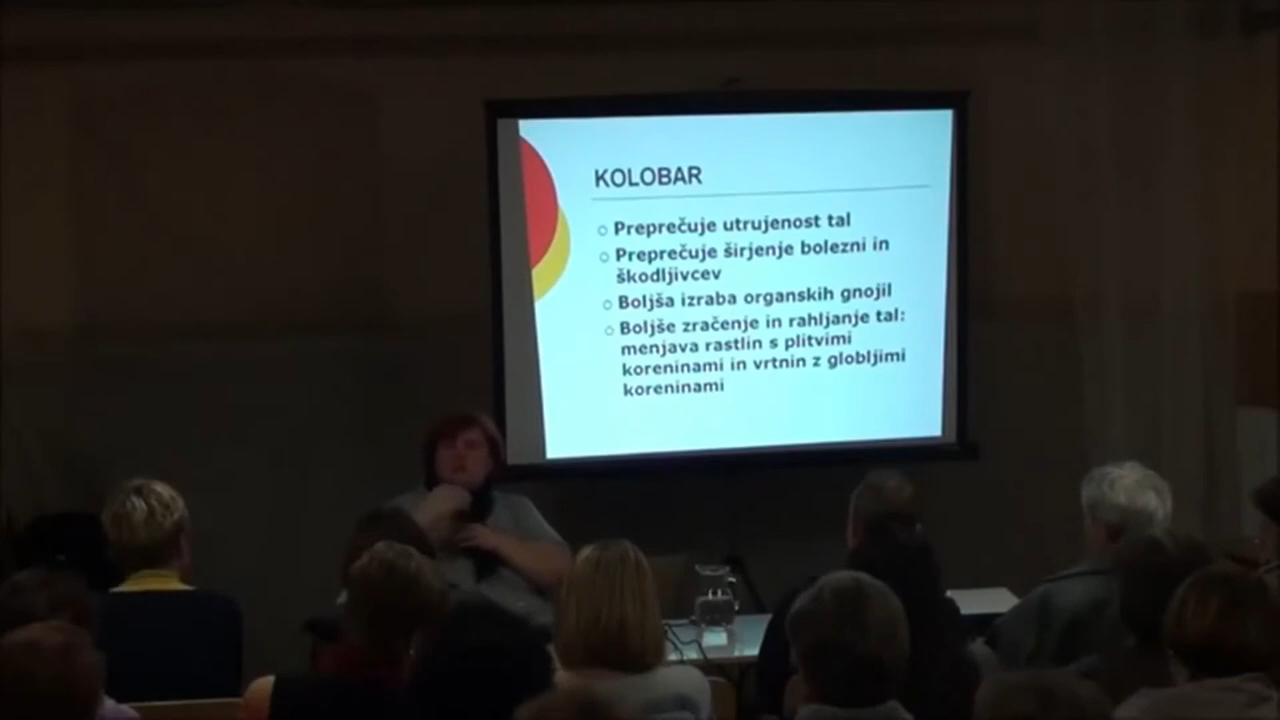 KOLOBAR
Preprečuje utrujenost tal
Preprečuje širjenje bolezni in
škodljivcev
Boljša izraba organskih gnojil
Boljše zračenje in rahljanje tal:
menjava rastlin s plitvimi
koreninami in vrtnin z globljimi
koreninami